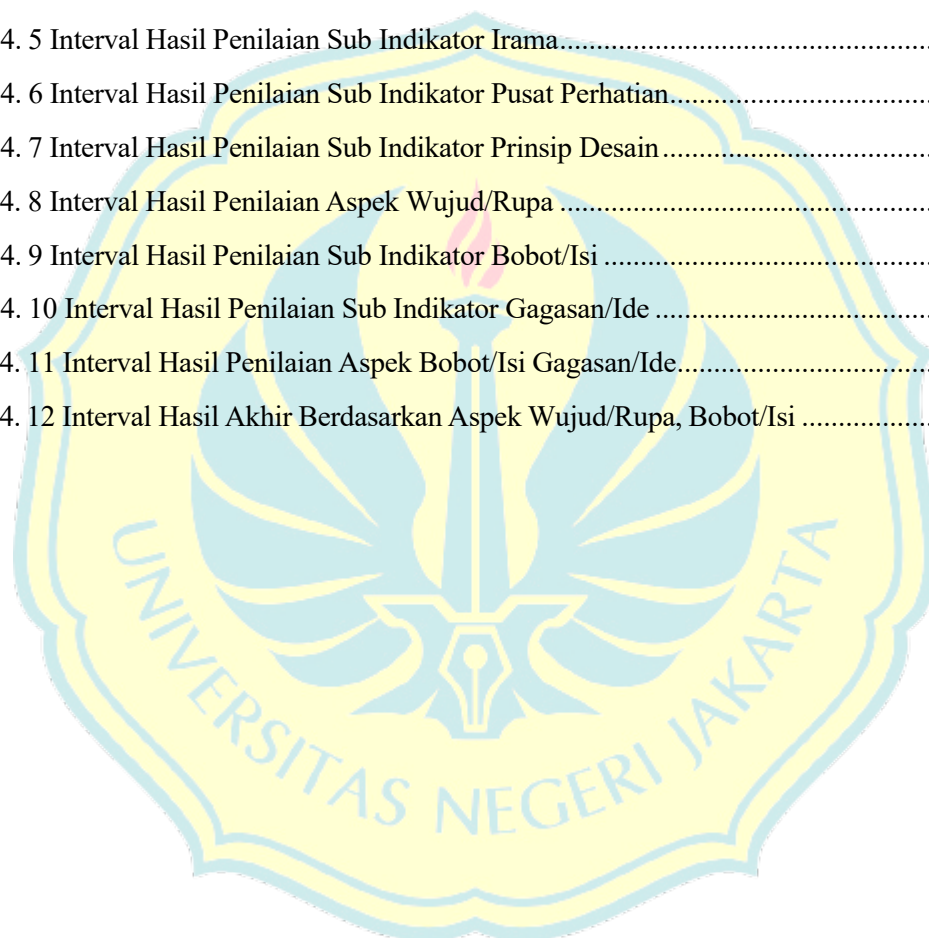 4. 5 Interval Hasil Penilaian Sub Indikator Irama.....................................................
4. 6 Interval Hasil Penilaian Sub Indikator Pusat Perhatian.....................................
4. 7 Interval Hasil Penilaian Sub Indikator Prinsip Desain......................................
4. 8 Interval Hasil Penilaian Aspek Wujud/Rupa.....................................................
4. 9 Interval Hasil Penilaian Sub Indikator Bobot/Isi...............................................
4. 10 Interval Hasil Penilaian Sub Indikator Gagasan/Ide.......................................
4. 11 Interval Hasil Penilaian Aspek Bobot/Isi Gagasan/Ide....................................
4. 12 Interval Hasil Akhir Berdasarkan Aspek Wujud/Rupa, Bobot/Isi...................
UNIVERSITAS NEGERI JAKARTA